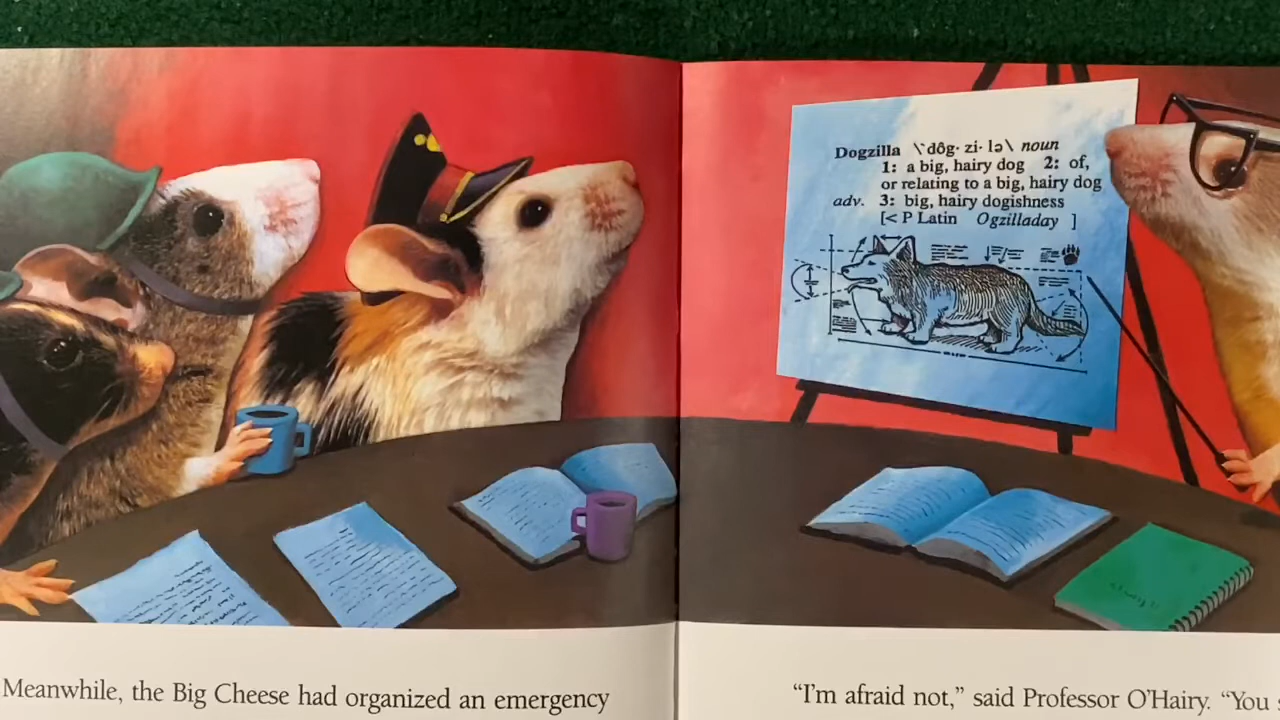 Dogzilla \ˋdôg· zi· lə\ noun
1: a big, hairy dog 2: of,
or relating to a big, hairy dog
adv. 3: big, hairy dogishness
[< P Latin Ogzilladay ]
Meanwhile, the Big Cheese had organized an emergency
“I'm afraid not,” said Professor O'Hairy. “You